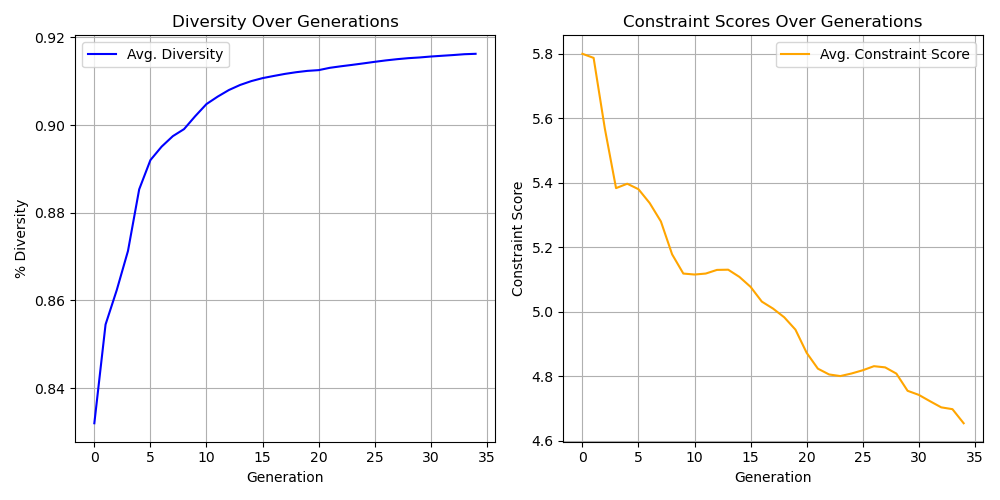 Diversity Over Generations
Avg. Diversity
% Diversity
0.92
0.90
0.88
0.86
0.84
0 5 10 15 20 25 30 35
Generation
Constraint Scores Over Generations
Avg. Constraint Score
Constraint Score
5.8
5.6
5.4
5.2
5.0
4.8
4.6
0 5 10 15 20 25 30 35
Generation